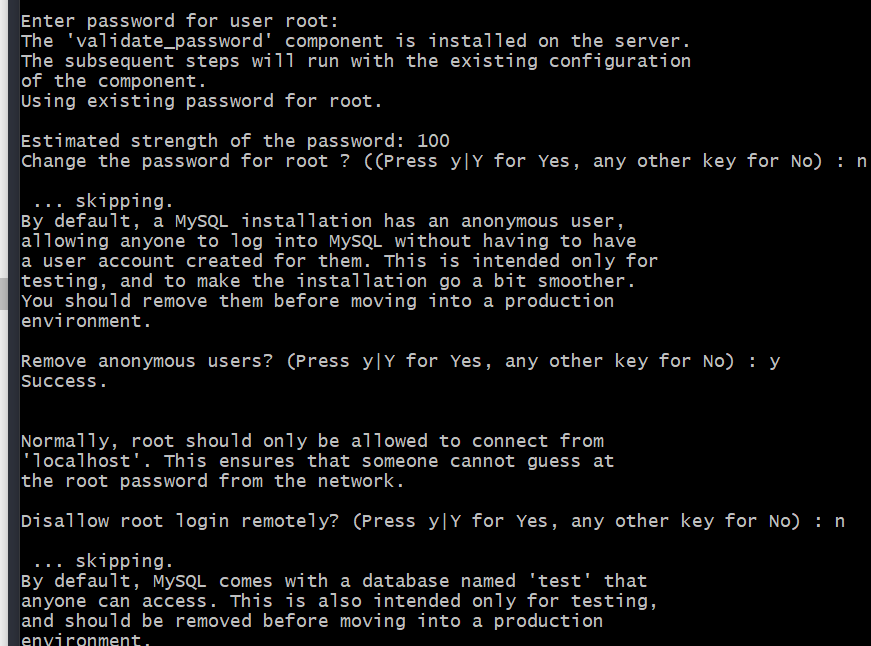 Enter password for user root:
The 'validate_password' component is installed on the server.
The subsequent steps will run with the existing configuration
of the component.
Using existing password for root.
Estimated strength of the password: 100
Change the password for root ? ((Press y|Y for Yes, any other key for No) : n
... skipping.
By default, a MySQL installation has an anonymous user,
allowing anyone to log into MySQL without having to have
a user account created for them. This is intended only for
testing, and to make the installation go a bit smoother.
You should remove them before moving into a production
environment.
Remove anonymous users? (Press y|Y for Yes, any other key for No) : y
Success.
Normally, root should only be allowed to connect from
'localhost'. This ensures that someone cannot guess at
the root password from the network.
Disallow root login remotely? (Press y|Y for Yes, any other key for No) : n
... skipping.
By default, MySQL comes with a database named 'test' that
anyone can access. This is also intended only for testing,
and should be removed before moving into a production
environment.